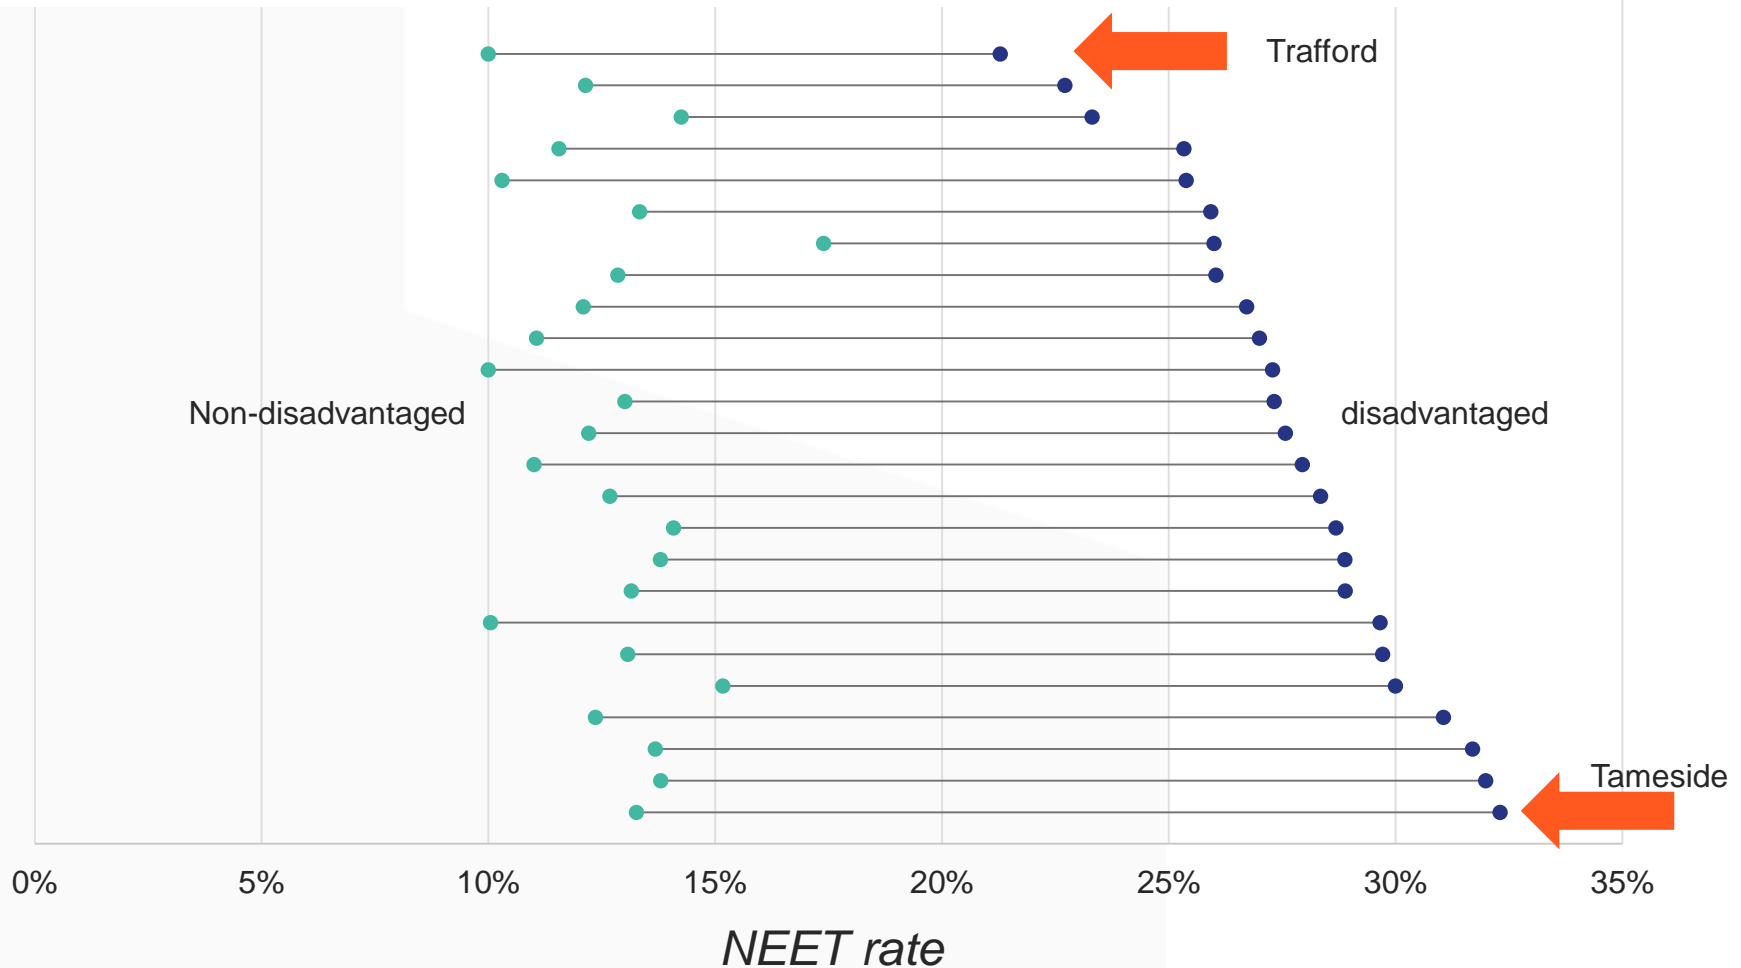 Trafford
Non-disadvantaged
disadvantaged
Tameside
0% 5% 10% 15% 20% 25% 30% 35%
NEET rate